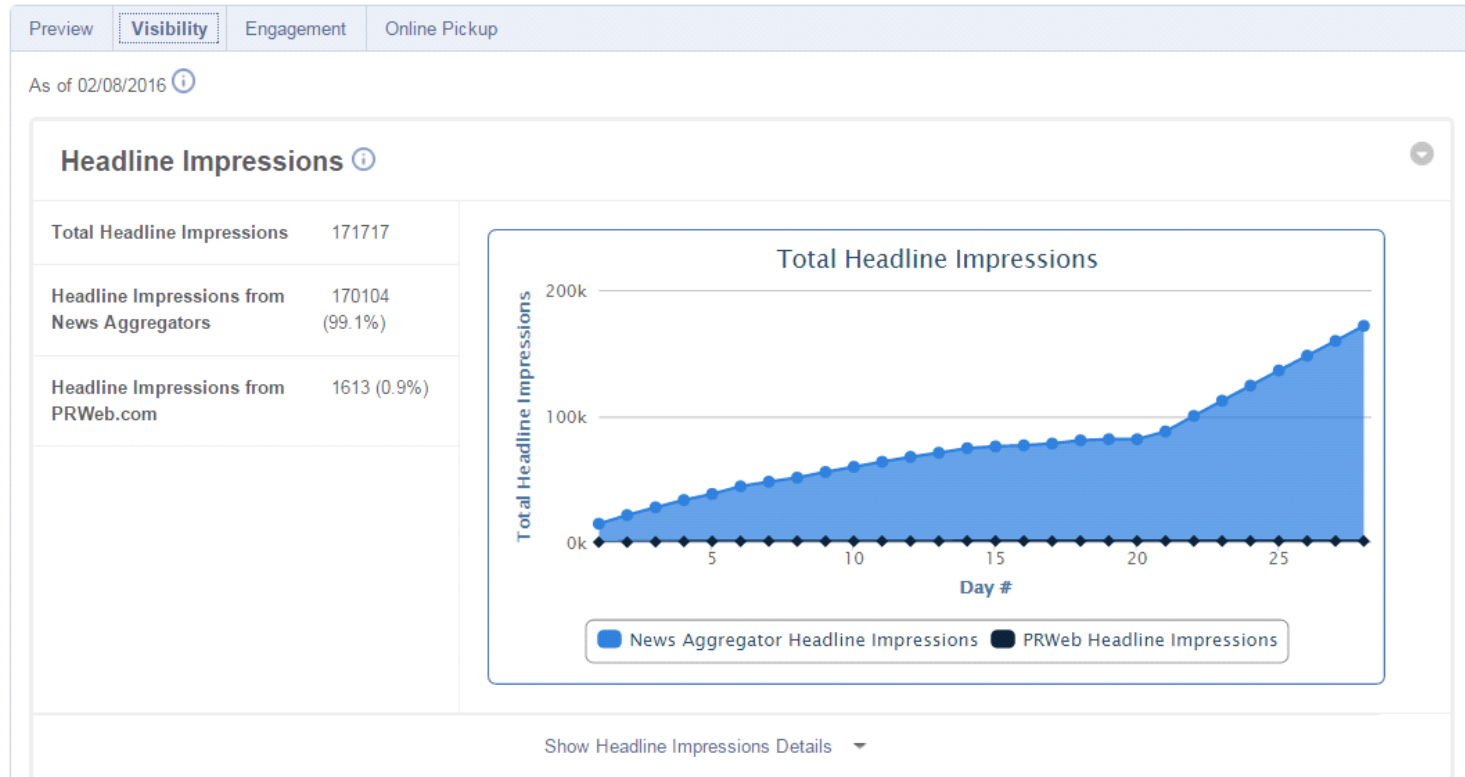 Preview Visibility Engagement Online Pickup
As of 02/08/2016
Headline Impressions
Total Headline Impressions 171717
Headline Impressions from 170104
News Aggregators (99.1%)
Headline Impressions from 1613 (0.9%)
PRWeb.com
Total Headline Impressions
Total Headline Impressions
200k
100k
0k
5 10 15 20 25
Day #
News Aggregator Headline Impressions PRWeb Headline Impressions
Show Headline Impressions Details